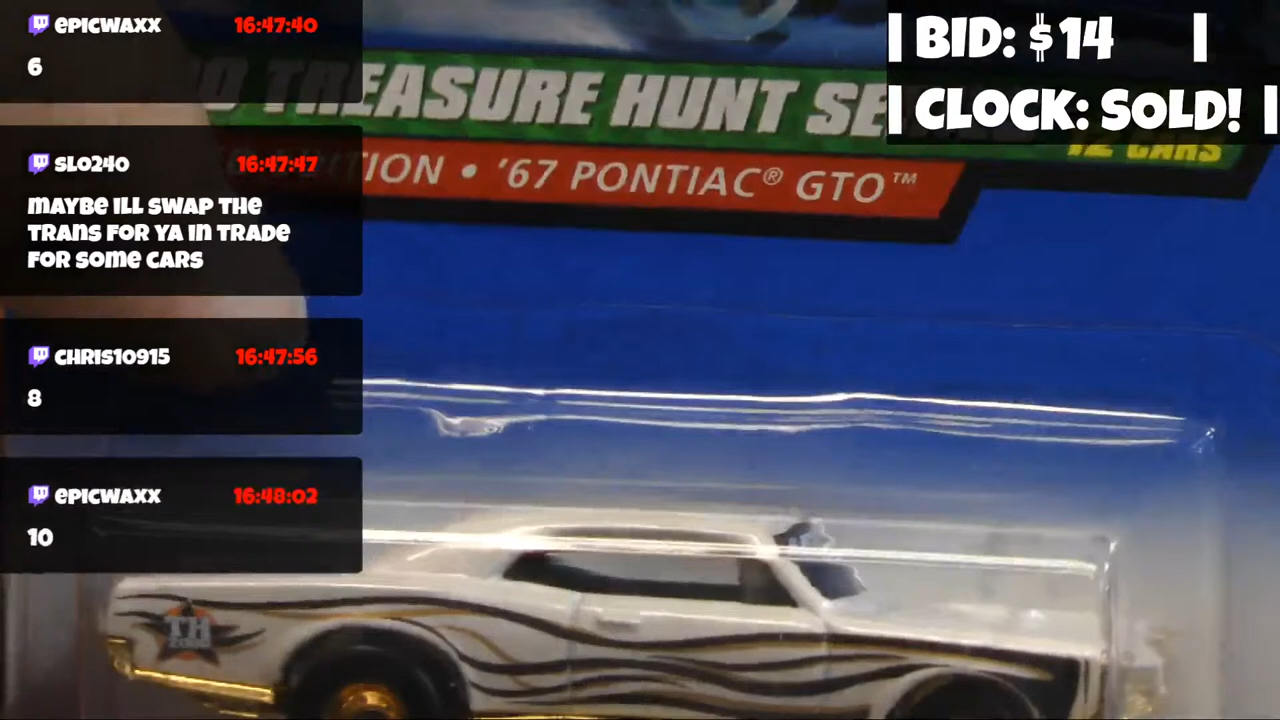 EPICWAXX 16:47:40
6
SLO240 16:47:47
MAYBE ILL SWAP THE
TRANS FOR YA IN TRADE
FOR SOME CARS
CHRIS10915 16:47:56
8
EPICWAXX 16:48:02
10
| BID: $14 |
| CLOCK: SOLD! |
TREASURE HUNT SE
12 CARS
• '67 PONTIAC® GTO™
TH